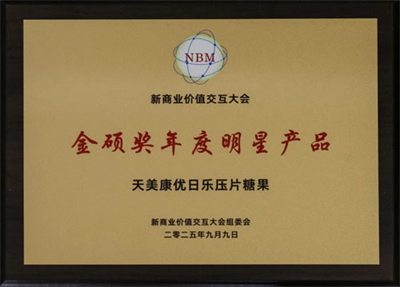 NBM
新商业价值交互大会
金硕奖年度明星产品
天美康优日乐压片糖果
新商业价值交互大会组委会
二零二五年九月九日